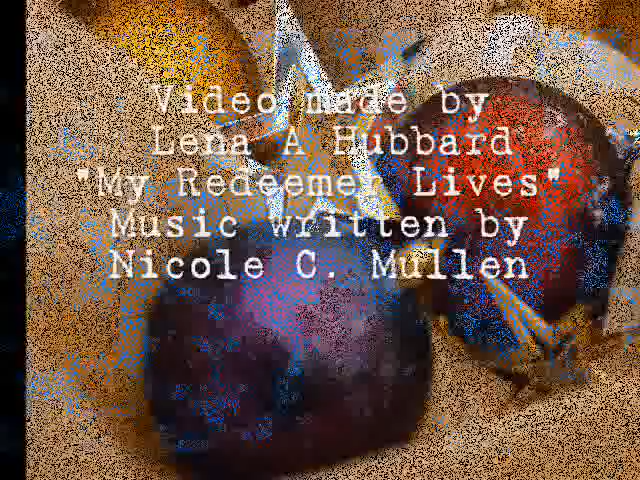 Video made by
Lena A Hubbard
"My Redeemer Lives"
Music written by
Nicole C. Mullen